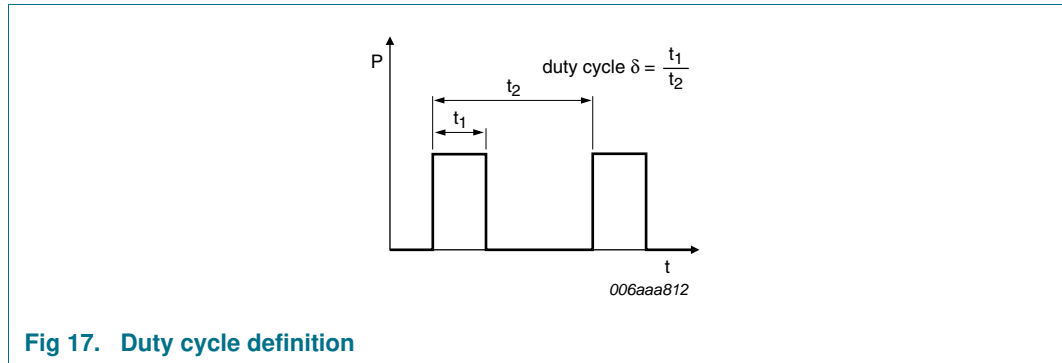 P
duty cycle δ = t1
t2
t2
t1
t
006aaa812
Fig 17. Duty cycle definition